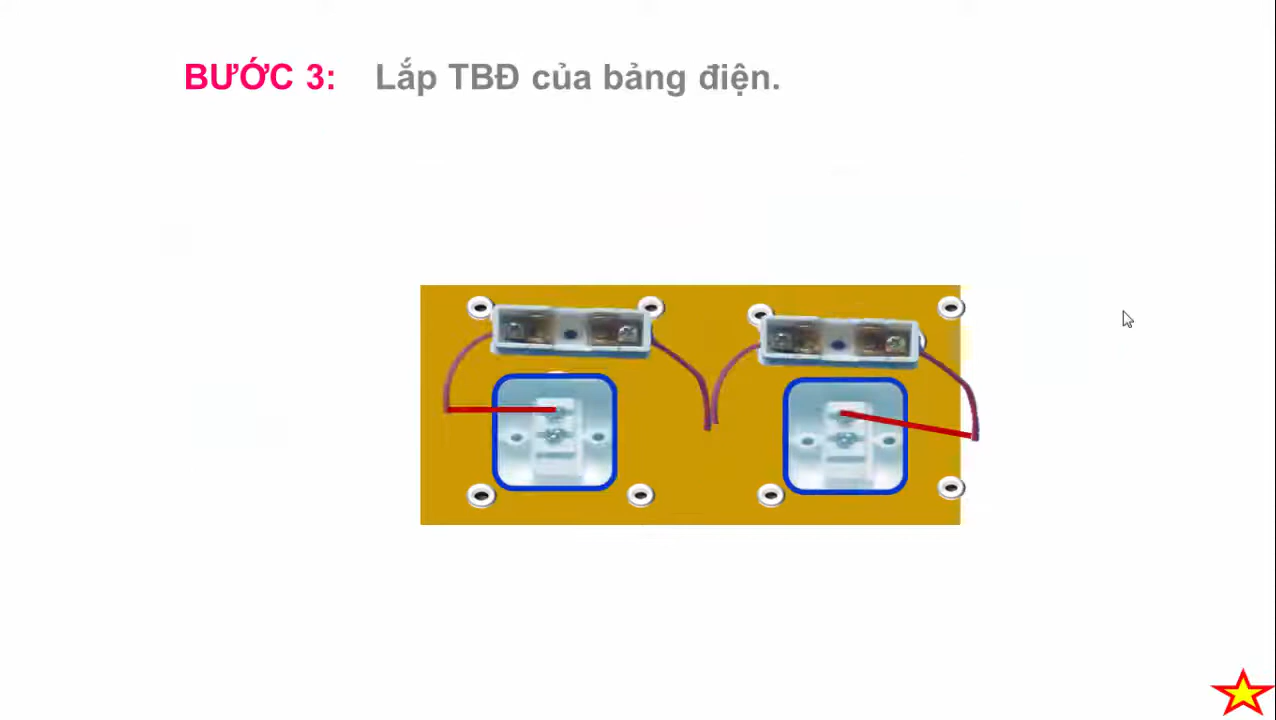 BƯỚC 3: Lắp TBĐ của bảng điện.